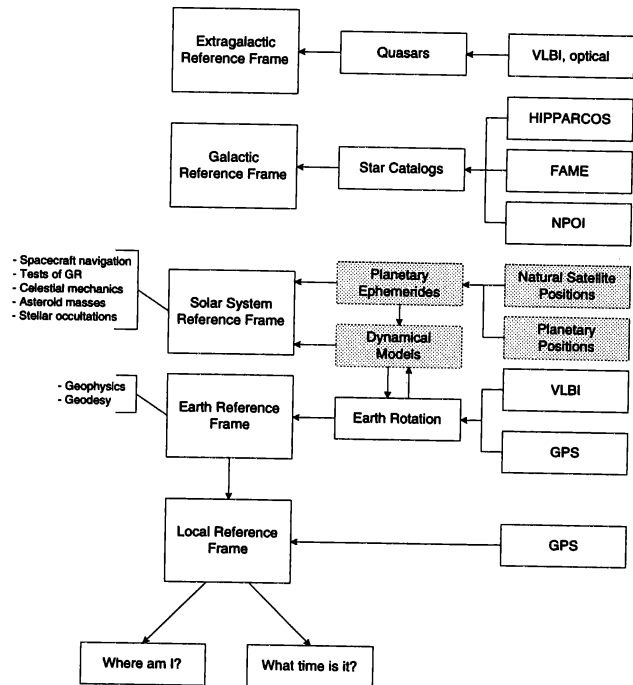 Extragalactic
Reference Frame
Quasars
VLBI, optical
HIPPARCOS
Galactic
Reference Frame
Star Catalogs
FAME
NPOI
- Spacecraft navigation
- Tests of GR
- Celestial mechanics
- Asteroid masses
- Stellar occultations
Solar System
Reference Frame
Planetary
Ephemerides
Natural Satellite
Positions
Dynamical
Models
Planetary
Positions
- Geophysics
- Geodesy
Earth Reference
Frame
Earth Rotation
VLBI
GPS
Local Reference
Frame
GPS
Where am I?
What time is it?